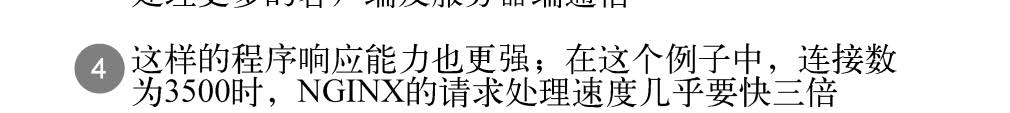 ④ 这样的程序响应能力也更强；在这个例子中，连接数
为3500时，NGINX的请求处理速度几乎要快三倍